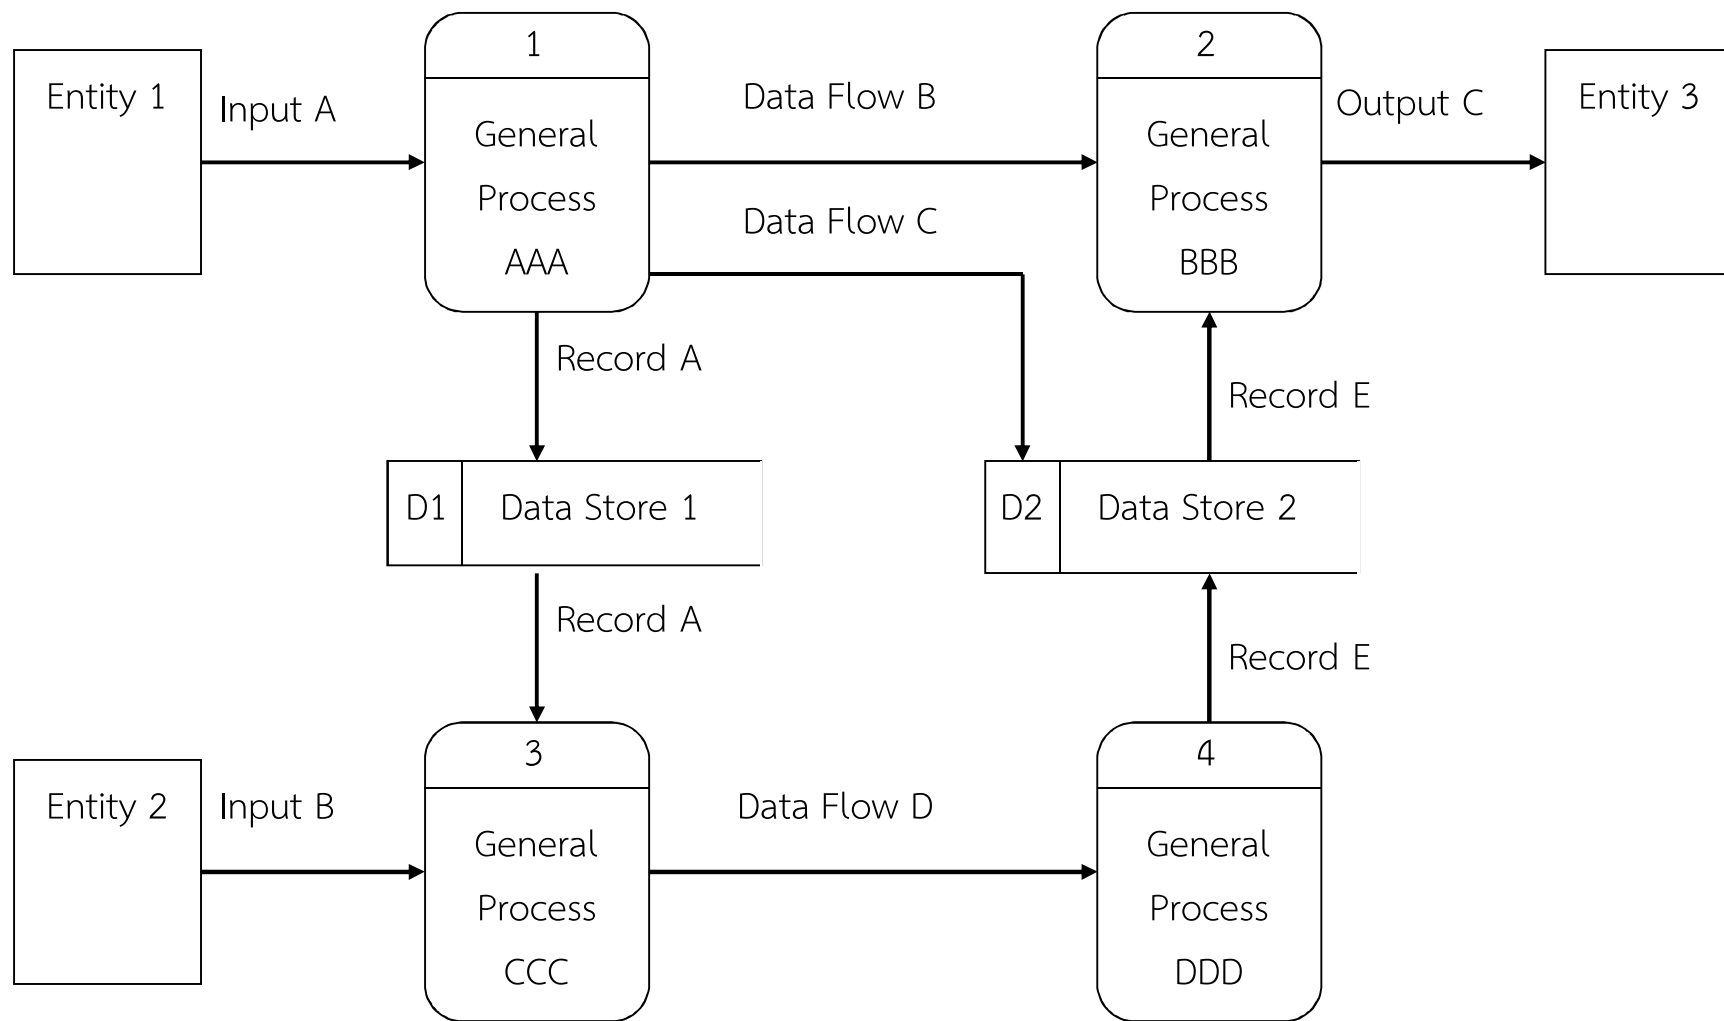 1
2
Entity 1
Input A
General
Process
AAA
Data Flow B
General
Process
BBB
Output C
Entity 3
Data Flow C
Record A
Record E
D1
Data Store 1
D2
Data Store 2
Record A
Record E
3
4
Entity 2
Input B
General
Process
CCC
Data Flow D
General
Process
DDD